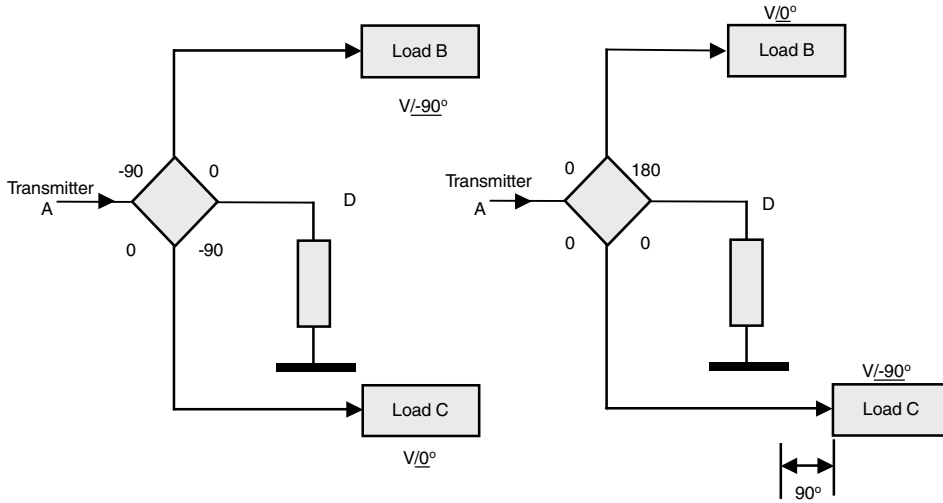 Load B
V/-90°
-90
0
Transmitter
A
D
0
-90
Load C
V/0°
V/0°
Load B
0
180
Transmitter
A
D
0
0
V/-90°
Load C
90°